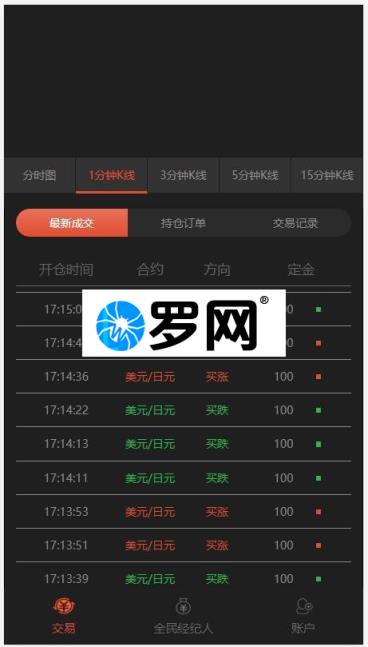 分时图 1分钟K线 3分钟K线 5分钟K线 15分钟K线
最新成交 持仓订单 交易记录
开仓时间 合约 方向 定金
17:15:0
罗网®
17:14:4
17:14:36 美元/日元 买涨 100
17:14:22 美元/日元 买跌 100
17:14:13 美元/日元 买跌 100
17:14:11 美元/日元 买跌 100
17:13:53 美元/日元 买涨 100
17:13:51 美元/日元 买涨 100
17:13:39 美元/日元 买跌 100
交易 全民经纪人 账户